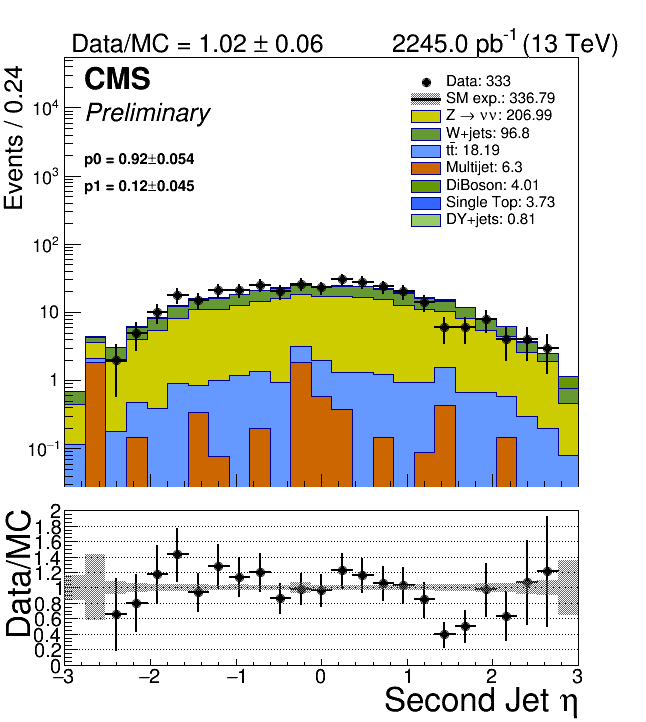 Data/MC = 1.02 ± 0.06 2245.0 pb⁻¹ (13 TeV)
CMS
Preliminary
p0 = 0.92±0.054
p1 = 0.12±0.045
Data: 333
SM exp.: 336.79
Z → νν: 206.99
W+jets: 96.8
tt̄: 18.19
Multijet: 6.3
DiBoson: 4.01
Single Top: 3.73
DY+jets: 0.81
Events / 0.24
10⁴
10³
10²
10
1
10⁻¹
Data/MC
2
1.8
1.6
1.4
1.2
1
0.8
0.6
0.4
0.2
0
−3 −2 −1 0 1 2 3
Second Jet η